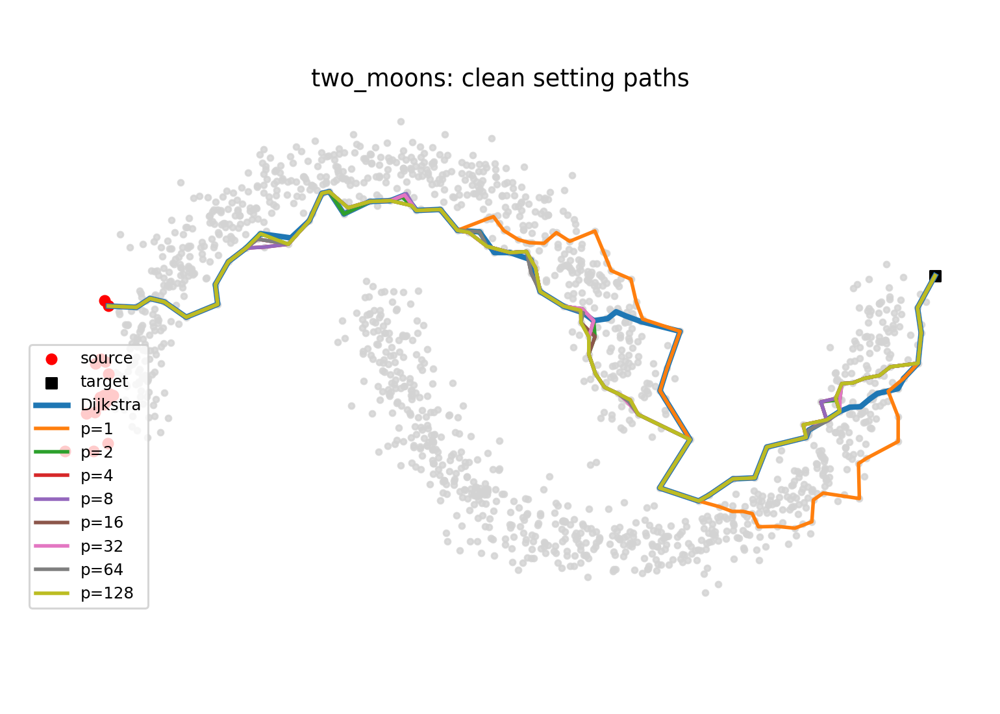 two_moons: clean setting paths
source
target
Dijkstra
p=1
p=2
p=4
p=8
p=16
p=32
p=64
p=128